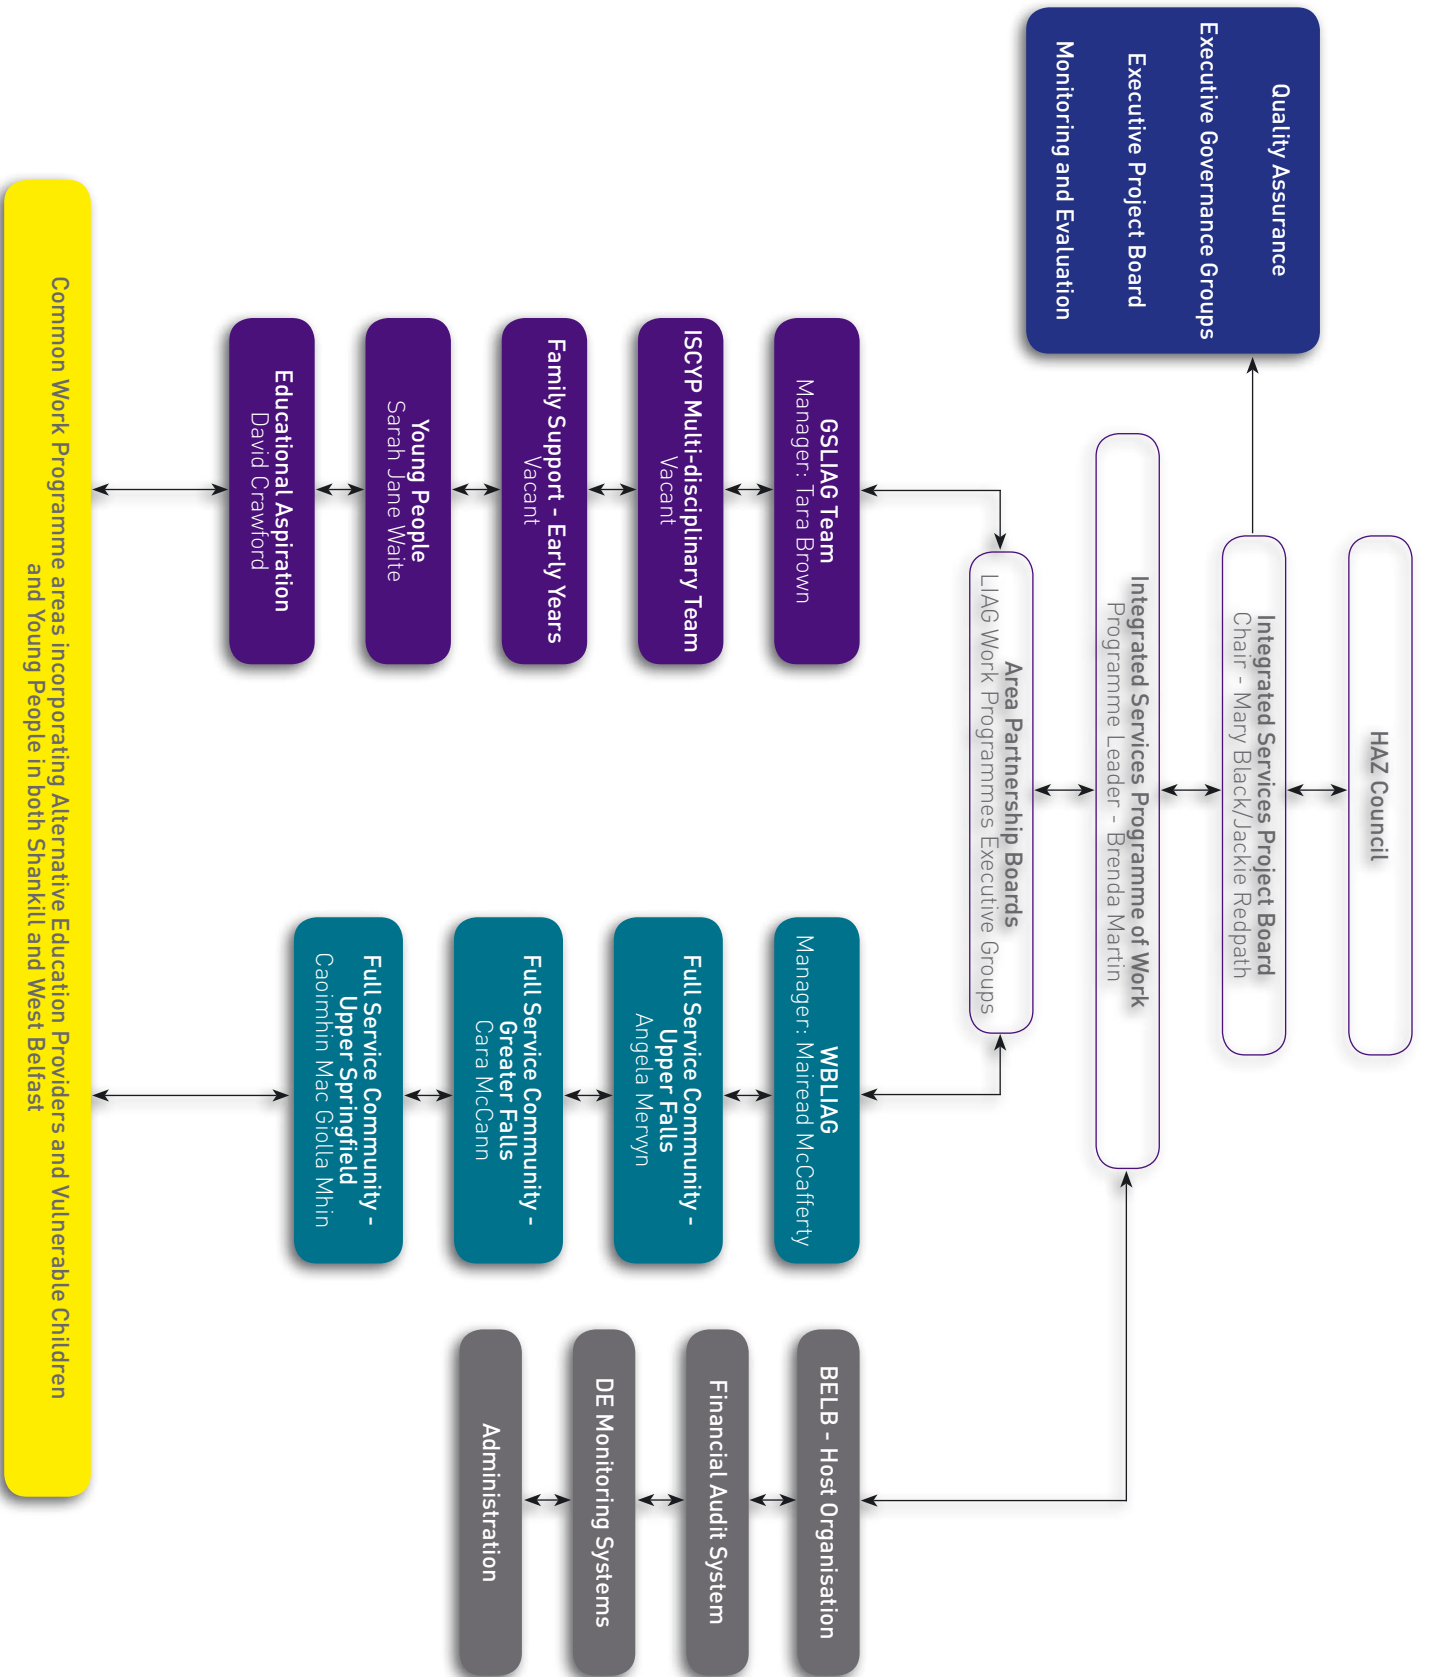 HAZ Council
Integrated Services Project Board
Chair - Mary Black/Jackie Redpath
Quality Assurance
Executive Governance Groups
Executive Project Board
Monitoring and Evaluation
Integrated Services Programme of Work
Programme Leader - Brenda Martin
Area Partnership Boards
LIAG Work Programmes Executive Groups
GSLIAG Team
Manager: Tara Brown
ISCYP Multi-disciplinary Team
Vacant
Family Support - Early Years
Vacant
Young People
Sarah Jane Waite
Educational Aspiration
David Crawford
WBLIAG
Manager: Mairead McCafferty
Full Service Community -
Upper Falls
Angela Mervyn
Full Service Community -
Greater Falls
Cara McCann
Full Service Community -
Upper Springfield
Caoimhin Mac Giolla Mhin
BELB - Host Organisation
Financial Audit System
DE Monitoring Systems
Administration
Common Work Programme areas incorporating Alternative Education Providers and Vulnerable Children
and Young People in both Shankill and West Belfast